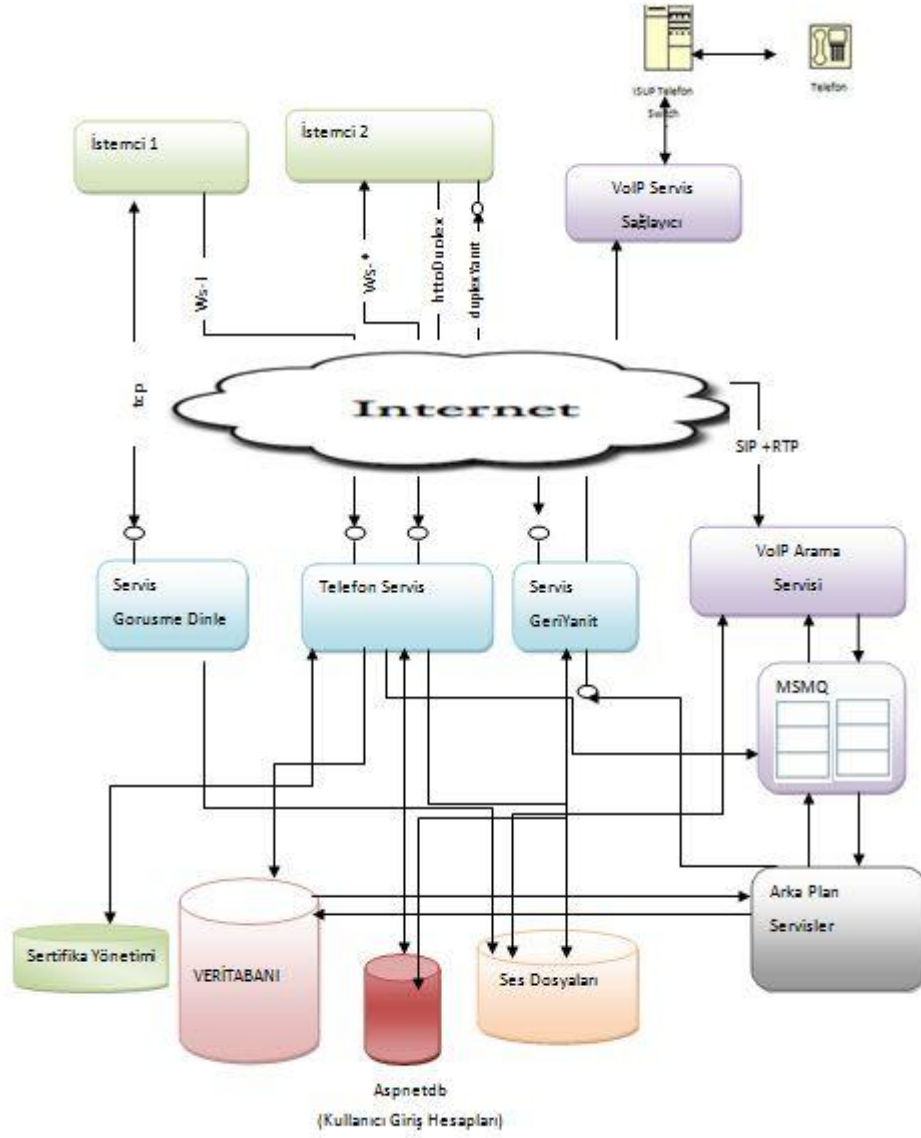 ISUP Telefon
Switch
Telefon
İstemci 1
İstemci 2
VoIP Servis
Sağlayıcı
Ws-I
Ws-*
httoDuplex
duplexYanit
tcp
Internet
SIP +RTP
Servis
Gorusme Dinle
Telefon Servis
Servis
GeriYanit
VoIP Arama
Servisi
MSMQ
Arka Plan
Servisler
Sertifika Yönetimi
VERİTABANI
Ses Dosyaları
Aspnetdb
(Kullanıcı Giriş Hesapları)